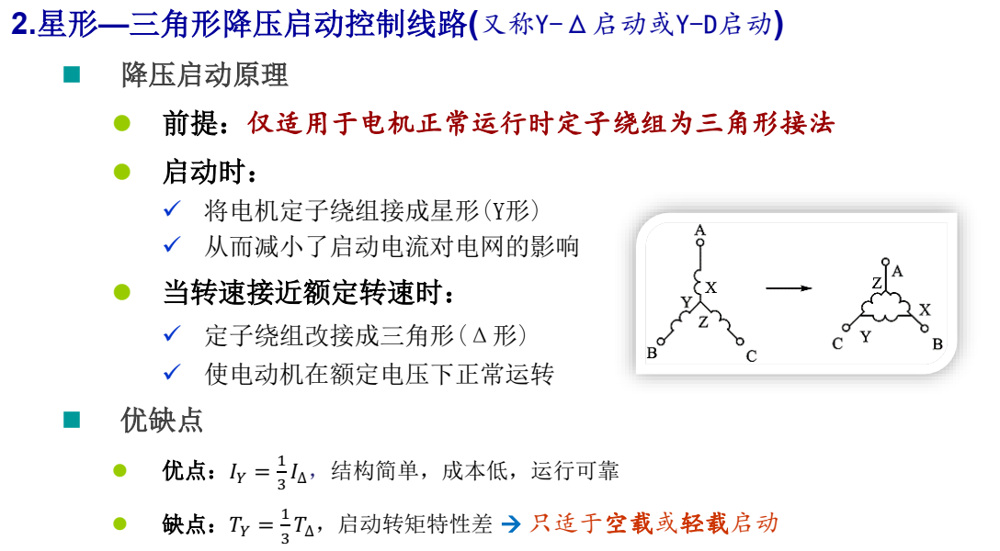 2.星形—三角形降压启动控制线路(又称Y-Δ启动或Y-D启动)
降压启动原理
前提：仅适用于电机正常运行时定子绕组为三角形接法
启动时：
✓ 将电机定子绕组接成星形(Y形)
✓ 从而减小了启动电流对电网的影响
当转速接近额定转速时：
✓ 定子绕组改接成三角形(Δ形)
✓ 使电动机在额定电压下正常运转
A
X
Y
Z
B
C
A
Z
X
Y
C
B
优缺点
优点：I_Y = 1/3 I_Δ，结构简单，成本低，运行可靠
缺点：T_Y = 1/3 T_Δ，启动转矩特性差 → 只适于空载或轻载启动